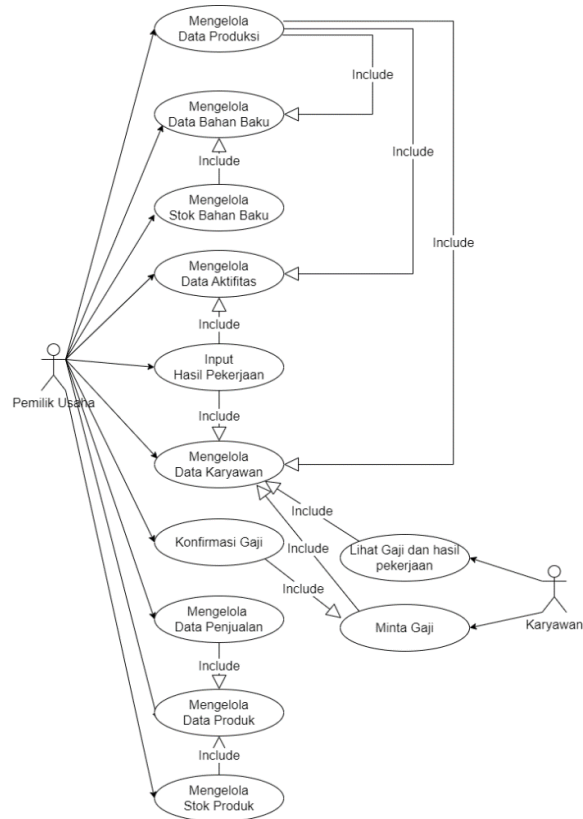 Mengelola
Data Produksi
Include
Mengelola
Data Bahan Baku
Include
Include
Mengelola
Stok Bahan Baku
Include
Mengelola
Data Aktifitas
Include
Input
Hasil Pekerjaan
Pemilik Usaha
Include
Mengelola
Data Karyawan
Include
Konfirmasi Gaji
Include
Lihat Gaji dan hasil
pekerjaan
Include
Mengelola
Data Penjualan
Minta Gaji
Karyawan
Include
Mengelola
Data Produk
Include
Mengelola
Stok Produk